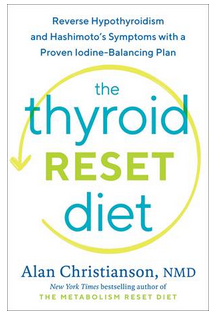 Reverse Hypothyroidism
and Hashimoto's Symptoms with a
Proven Iodine-Balancing Plan
the
thyroid
RESET
diet
Alan Christianson, NMD
New York Times bestselling author of
THE METABOLISM RESET DIET